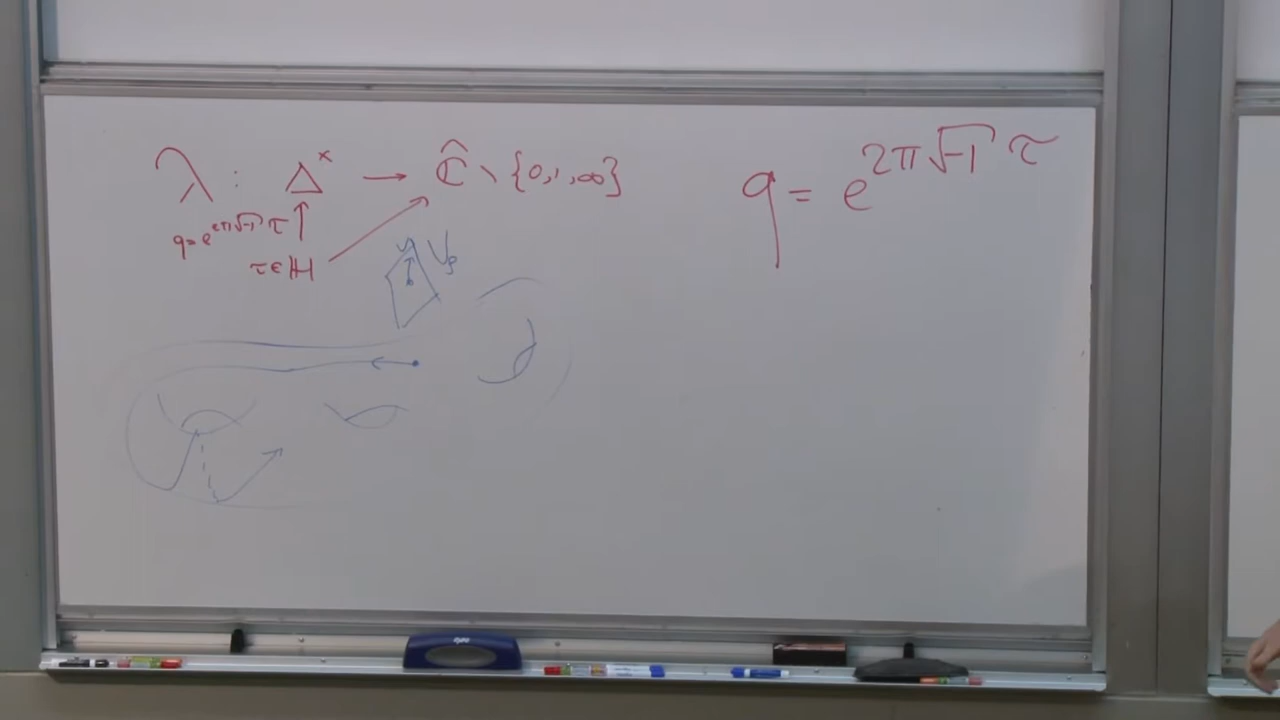 λ : Δ^× → Ĉ \ {0,1,∞}
q = e^{2π√-1 τ}
q=e^{2π√-1 τ} ↑
τ∈ℍ